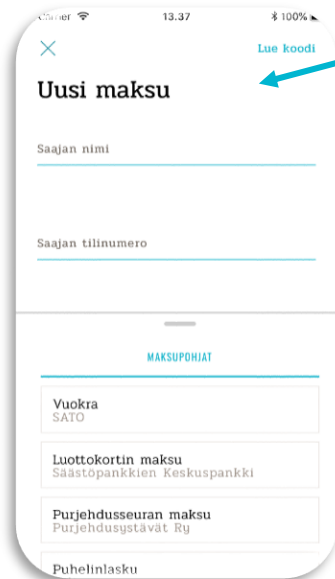 13.37 100%
Lue koodi
Uusi maksu
Saajan nimi
Saajan tilinumero
MAKSUPOHJAT
Vuokra
SATO
Luottokortin maksu
Säästöpankkien Keskuspankki
Purjehdusseuran maksu
Purjehdusystävät Ry
Puhelinlasku